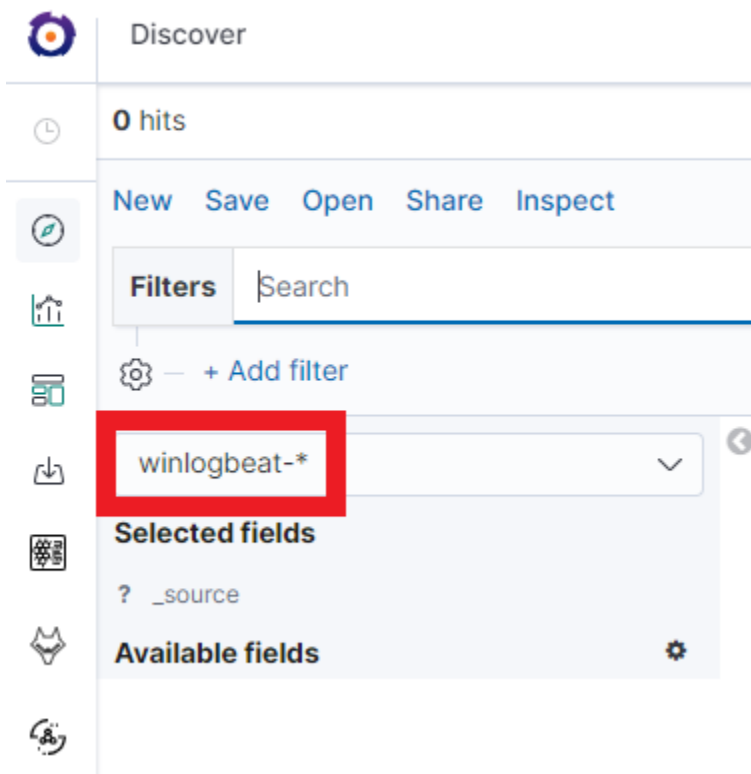 Discover
0 hits
New Save Open Share Inspect
Filters Search
+ Add filter
winlogbeat-*
Selected fields
? _source
Available fields